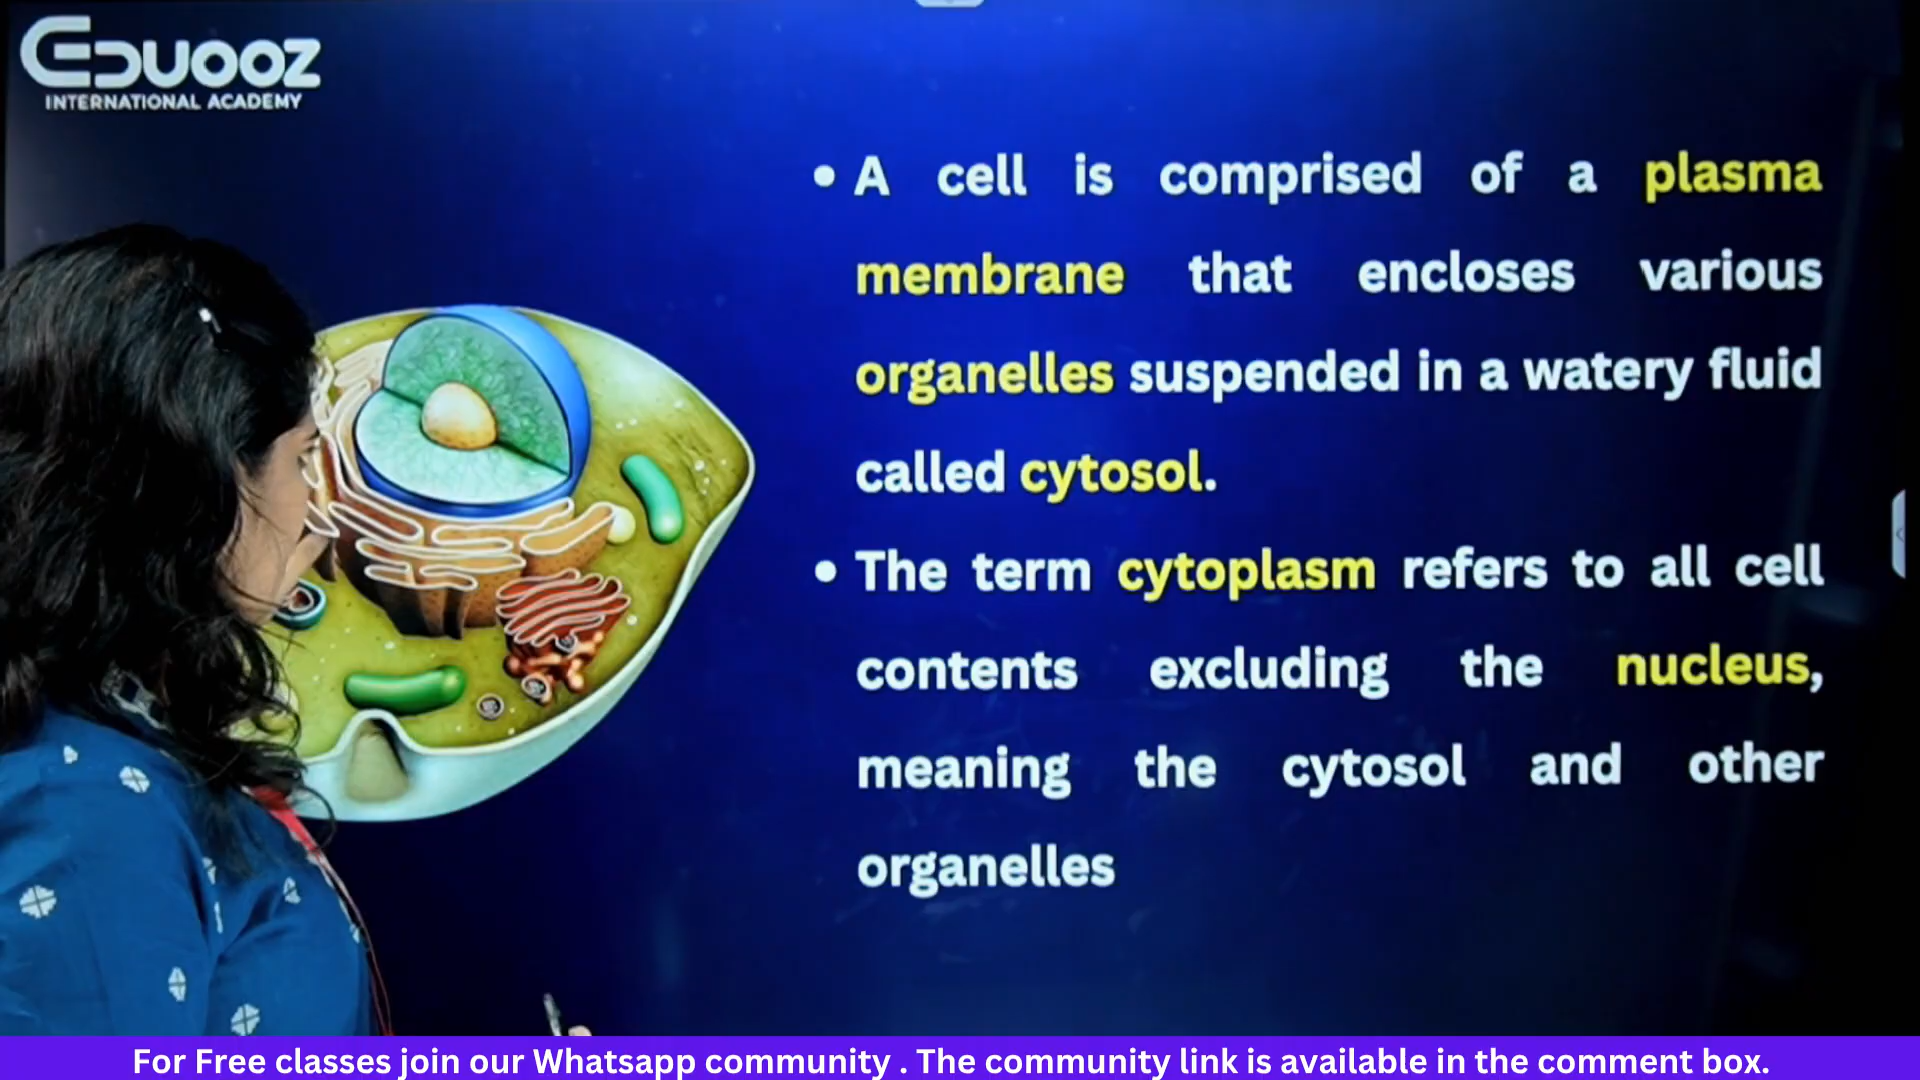 EDUOOZ
INTERNATIONAL ACADEMY
• A cell is comprised of a plasma
membrane that encloses various
organelles suspended in a watery fluid
called cytosol.
• The term cytoplasm refers to all cell
contents excluding the nucleus,
meaning the cytosol and other
organelles
For Free classes join our Whatsapp community . The community link is available in the comment box.